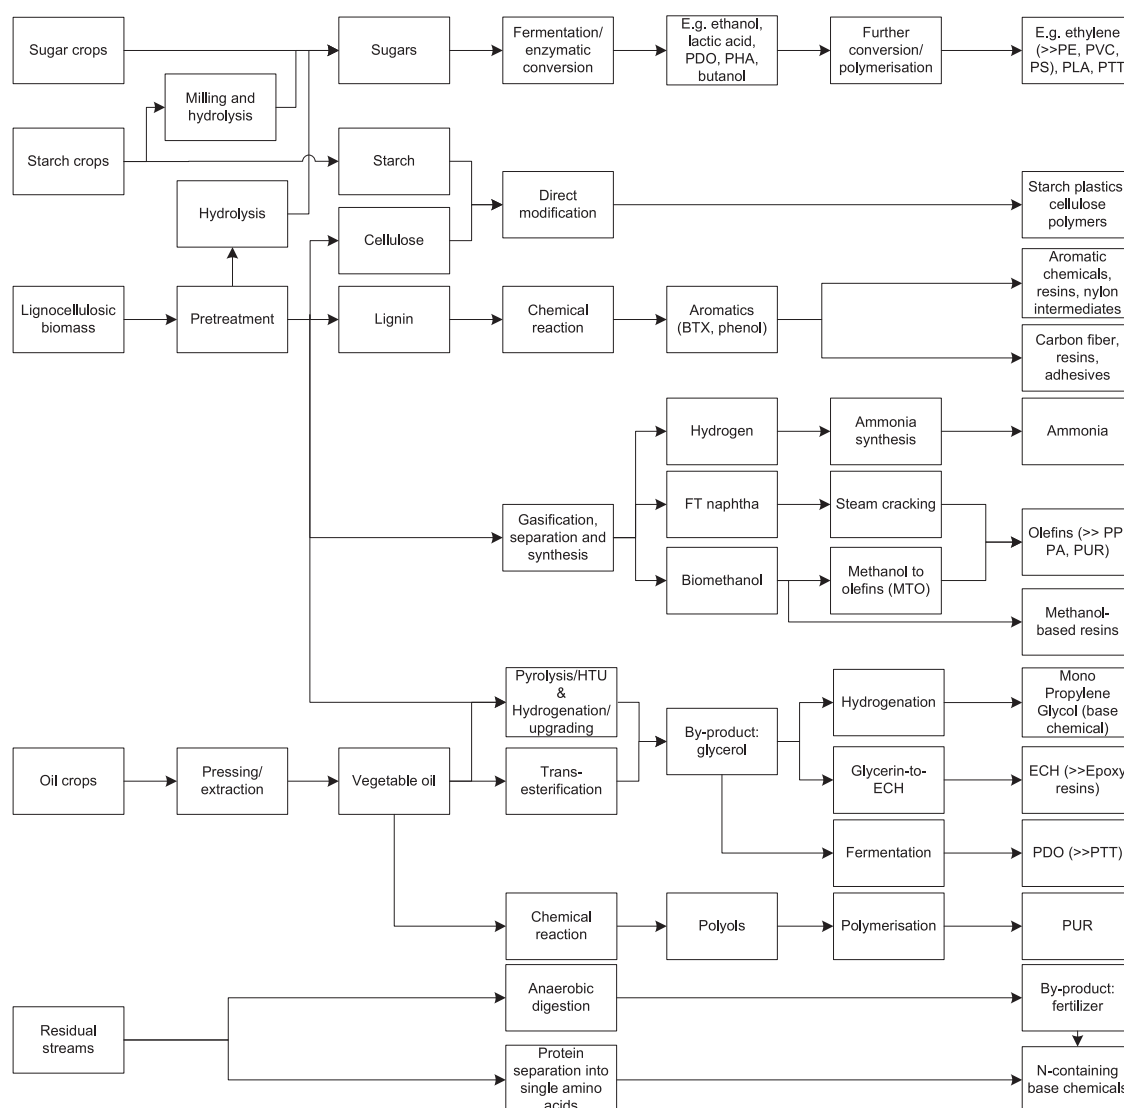 Sugar crops
Sugars
Fermentation/
enzymatic
conversion
E.g. ethanol,
lactic acid,
PDO, PHA,
butanol
Further
conversion/
polymerisation
E.g. ethylene
(>>PE, PVC,
PS), PLA, PTT
Milling and
hydrolysis
Starch crops
Starch
Hydrolysis
Direct
modification
Starch plastics
cellulose
polymers
Cellulose
Lignocellulosic
biomass
Pretreatment
Lignin
Chemical
reaction
Aromatics
(BTX, phenol)
Aromatic
chemicals,
resins, nylon
intermediates
Carbon fiber,
resins,
adhesives
Hydrogen
Ammonia
synthesis
Ammonia
Gasification,
separation and
synthesis
FT naphtha
Steam cracking
Olefins (>> PP
PA, PUR)
Biomethanol
Methanol to
olefins (MTO)
Methanol-
based resins
Pyrolysis/HTU
&
Hydrogenation/
upgrading
By-product:
glycerol
Hydrogenation
Mono
Propylene
Glycol (base
chemical)
Oil crops
Pressing/
extraction
Vegetable oil
Trans-
esterification
Glycerin-to-
ECH
ECH (>>Epoxy
resins)
Fermentation
PDO (>>PTT)
Chemical
reaction
Polyols
Polymerisation
PUR
Residual
streams
Anaerobic
digestion
By-product:
fertilizer
Protein
separation into
single amino
acids
N-containing
base chemicals